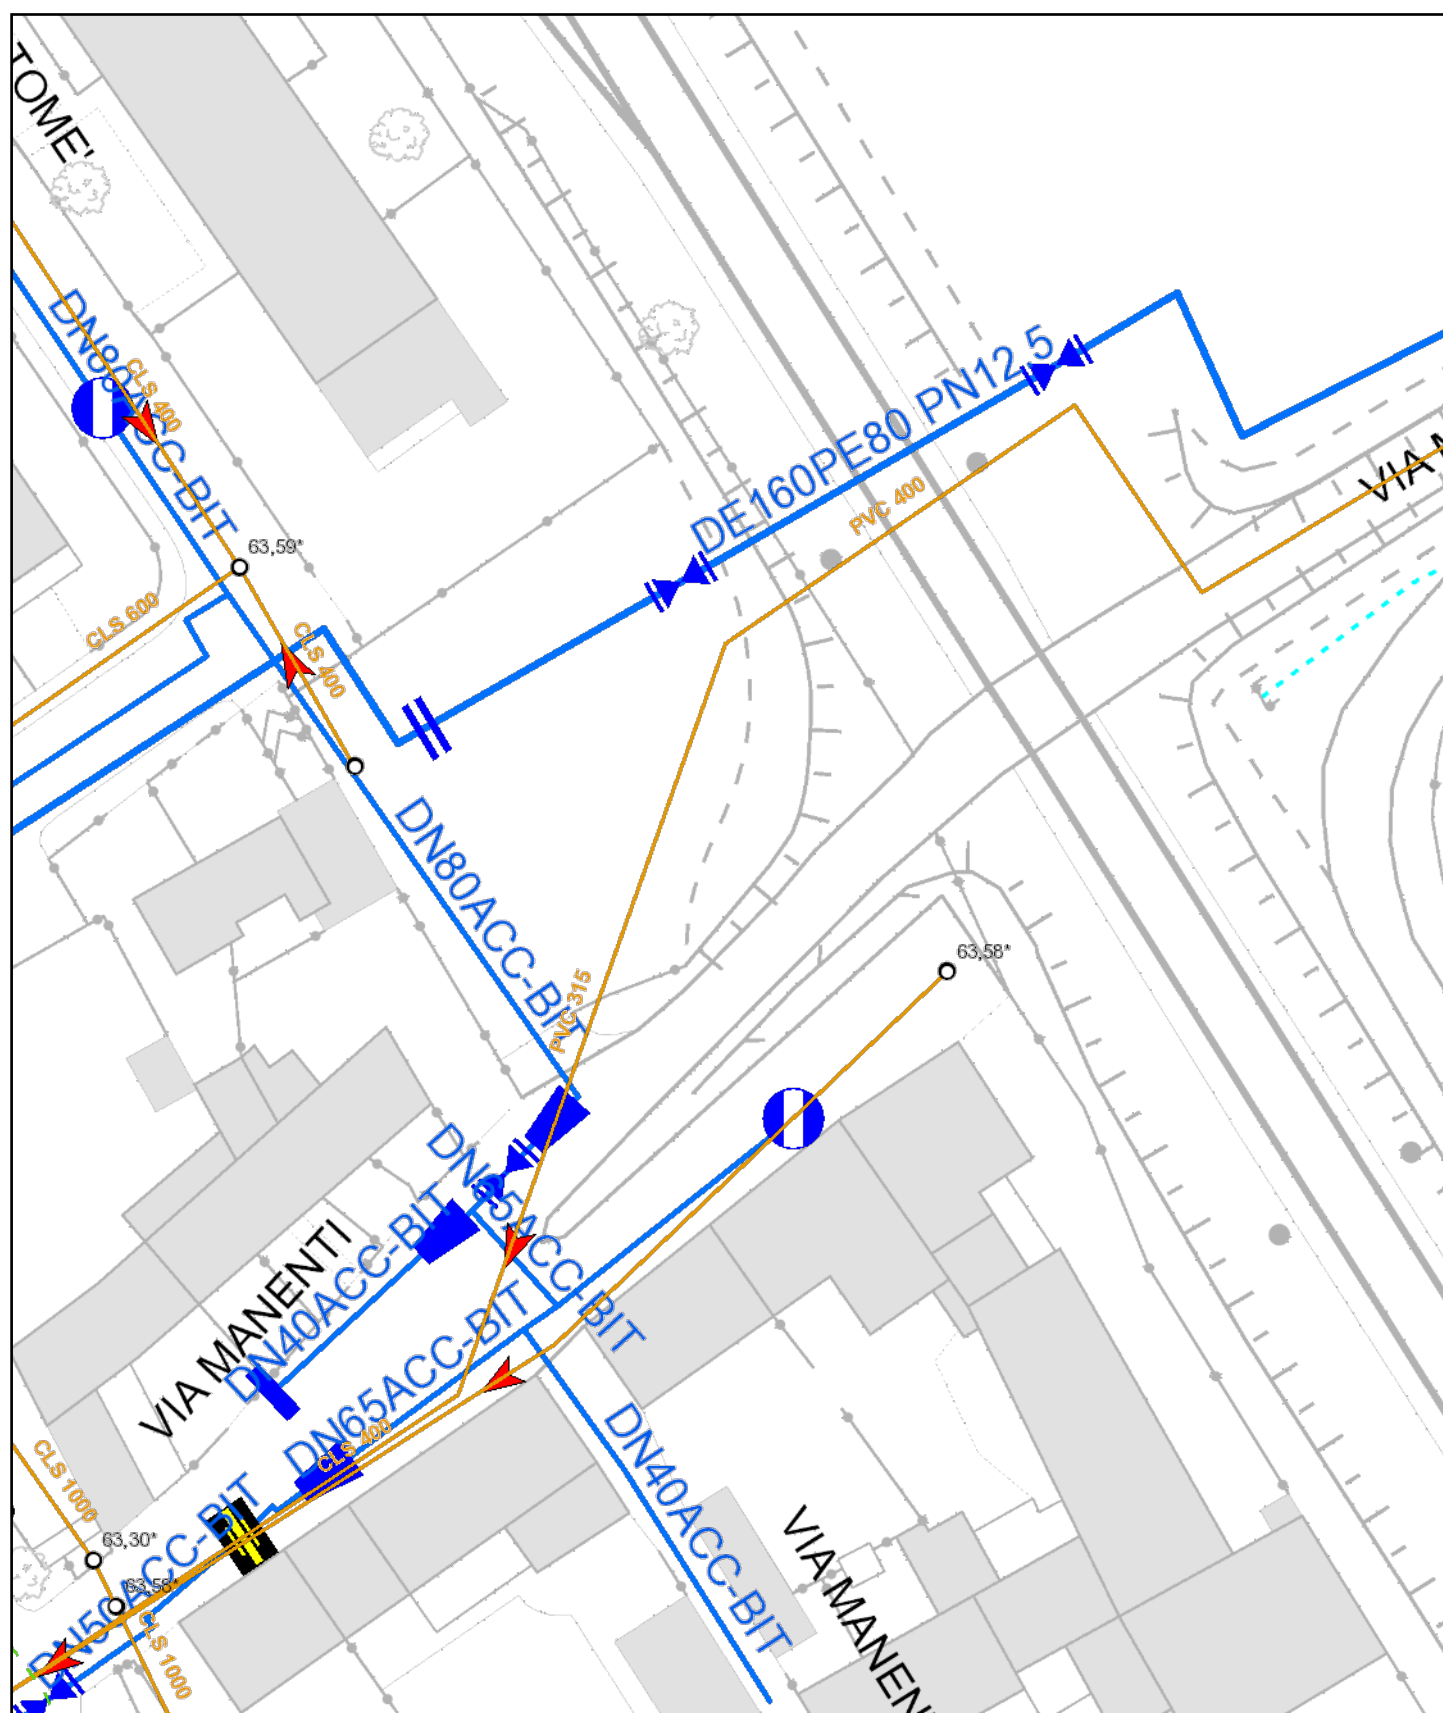 TOME'
DN80ACC-BIT
CLS 400
DE160PE80 PN12,5
VIA
PVC 400
63,59*
CLS 600
CLS 400
DN80ACC-BIT
63,58*
PVC 315
DN65ACC-BIT
DN40ACC-BIT
VIA MANENTI
DN65ACC-BIT
CLS 400
DN40ACC-BIT
CLS 1000
63,30*
63,58*
DN50ACC-BIT
CLS 1000
VIA MANEN